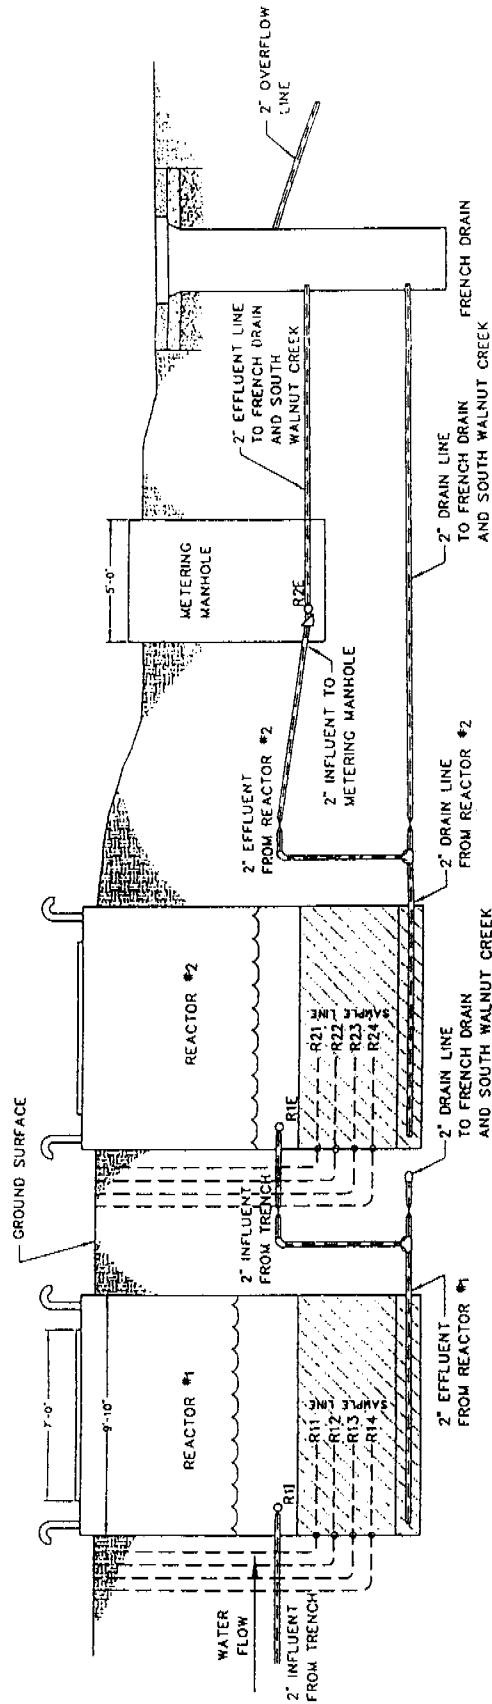 GROUND SURFACE
7'-0"
9'-10"
REACTOR #1
REACTOR #2
5'-0"
METERING
MANHOLE
2" OVERFLOW
LINE
WATER
FLOW
2" INFLUENT
FROM TRENCH
R1I
SAMPLE LINE
R11
R12
R13
R14
2" EFFLUENT
FROM REACTOR #1
2" INFLUENT
FROM TRENCH
R1E
SAMPLE LINE
R21
R22
R23
R24
2" DRAIN LINE
TO FRENCH DRAIN
AND SOUTH WALNUT CREEK
2" EFFLUENT
FROM REACTOR #2
2" INFLUENT TO
METERING MANHOLE
R2E
2" DRAIN LINE
FROM REACTOR #2
2" EFFLUENT LINE
TO FRENCH DRAIN
AND SOUTH
WALNUT CREEK
2" DRAIN LINE
TO FRENCH DRAIN
AND SOUTH WALNUT CREEK
FRENCH DRAIN